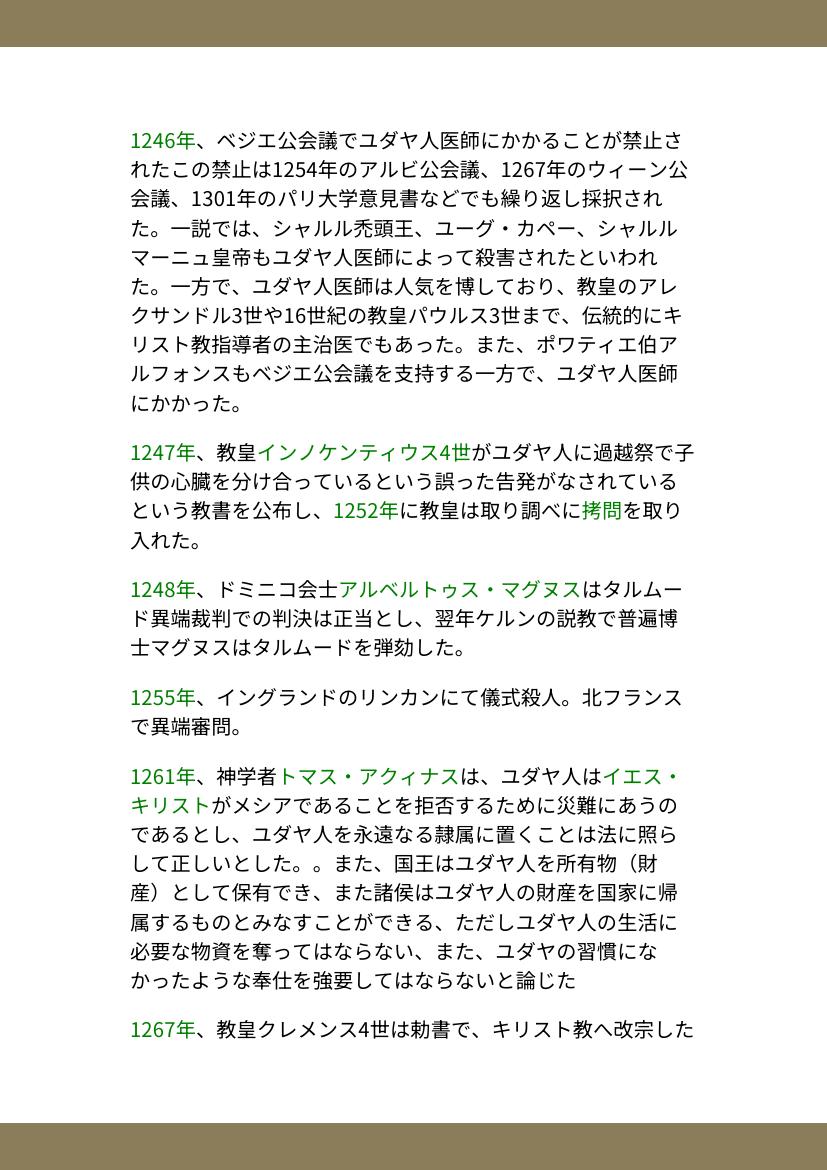 1246年、ベジエ公会議でユダヤ人医師にかかることが禁止さ
れたこの禁止は1254年のアルビ公会議、1267年のウィーン公
会議、1301年のパリ大学意見書などでも繰り返し採択され
た。一説では、シャルル禿頭王、ユーグ・カペー、シャルル
マーニュ皇帝もユダヤ人医師によって殺害されたといわれ
た。一方で、ユダヤ人医師は人気を博しており、教皇のアレ
クサンドル3世や16世紀の教皇パウルス3世まで、伝統的にキ
リスト教指導者の主治医でもあった。また、ポワティエ伯ア
ルフォンスもベジエ公会議を支持する一方で、ユダヤ人医師
にかかった。
1247年、教皇インノケンティウス4世がユダヤ人に過越祭で子
供の心臓を分け合っているという誤った告発がなされている
という教書を公布し、1252年に教皇は取り調べに拷問を取り
入れた。
1248年、ドミニコ会士アルベルトゥス・マグヌスはタルムー
ド異端裁判での判決は正当とし、翌年ケルンの説教で普遍博
士マグヌスはタルムードを弾劾した。
1255年、イングランドのリンカンにて儀式殺人。北フランス
で異端審問。
1261年、神学者トマス・アクィナスは、ユダヤ人はイエス・
キリストがメシアであることを拒否するために災難にあうの
であるとし、ユダヤ人を永遠なる隷属に置くことは法に照ら
して正しいとした。。また、国王はユダヤ人を所有物（財
産）として保有でき、また諸侯はユダヤ人の財産を国家に帰
属するものとみなすことができる、ただしユダヤ人の生活に
必要な物資を奪ってはならない、また、ユダヤの習慣にな
かったような奉仕を強要してはならないと論じた
1267年、教皇クレメンス4世は勅書で、キリスト教へ改宗した